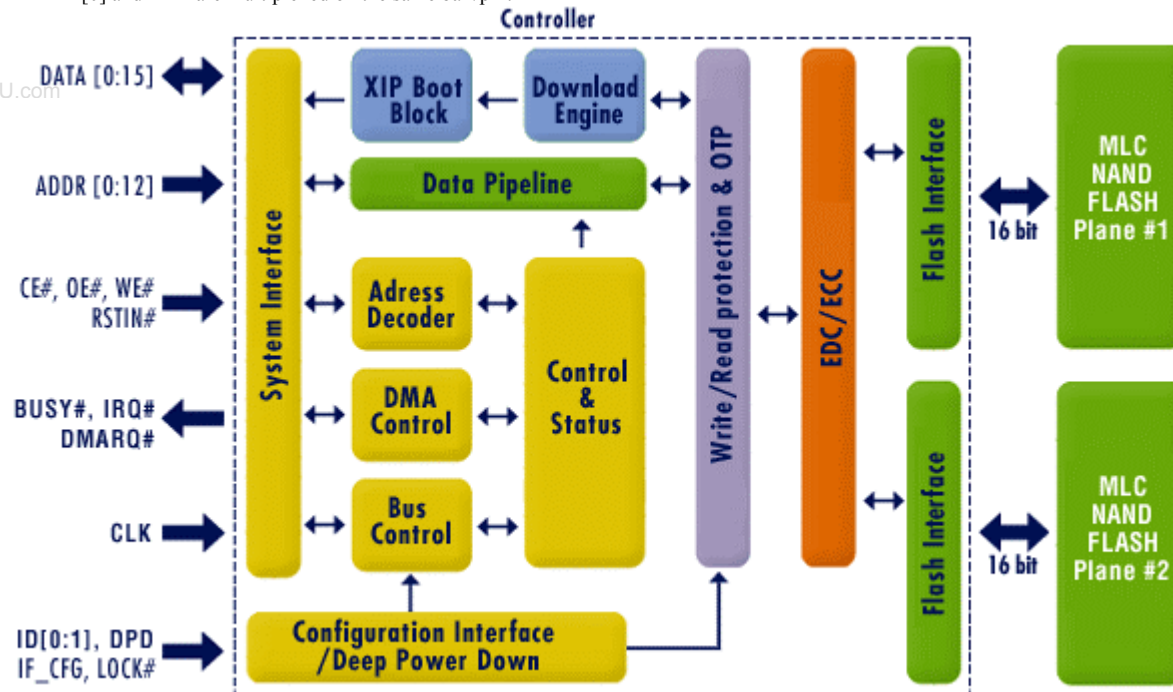 Controller
DATA [0:15]
U.com
ADDR [0:12]
CE#, OE#, WE#
RSTIN#
BUSY#, IRQ#
DMARQ#
CLK
ID[0:1], DPD
IF_CFG, LOCK#
System Interface
XIP Boot
Block
Download
Engine
Data Pipeline
Adress
Decoder
DMA
Control
Bus
Control
Control
&
Status
Configuration Interface
/Deep Power Down
Write/Read protection & OTP
EDC/ECC
Flash Interface
Flash Interface
16 bit
16 bit
MLC
NAND
FLASH
Plane #1
MLC
NAND
FLASH
Plane #2